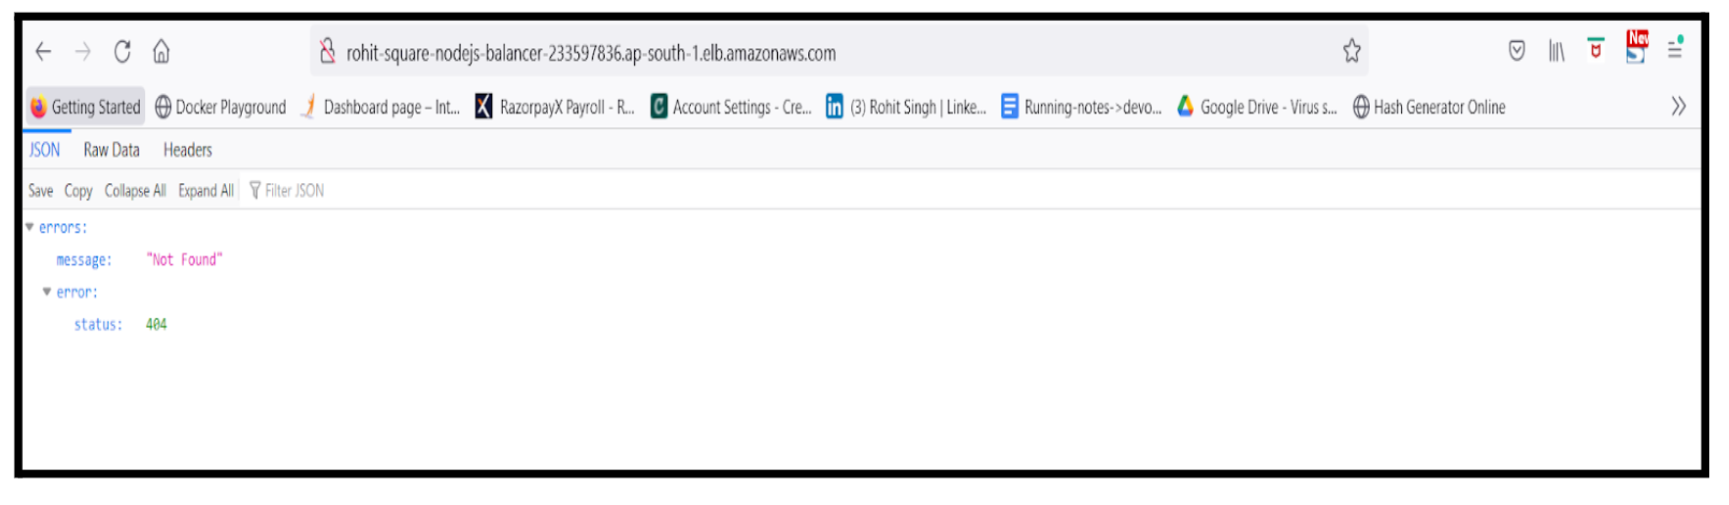 rohit-square-nodejs-balancer-233597836.ap-south-1.elb.amazonaws.com
New
Getting Started Docker Playground Dashboard page – Int... RazorpayX Payroll - R... Account Settings - Cre... (3) Rohit Singh | Linke... Running-notes->devo... Google Drive - Virus s... Hash Generator Online
JSON Raw Data Headers
Save Copy Collapse All Expand All Filter JSON
errors:
message: "Not Found"
error:
status: 404